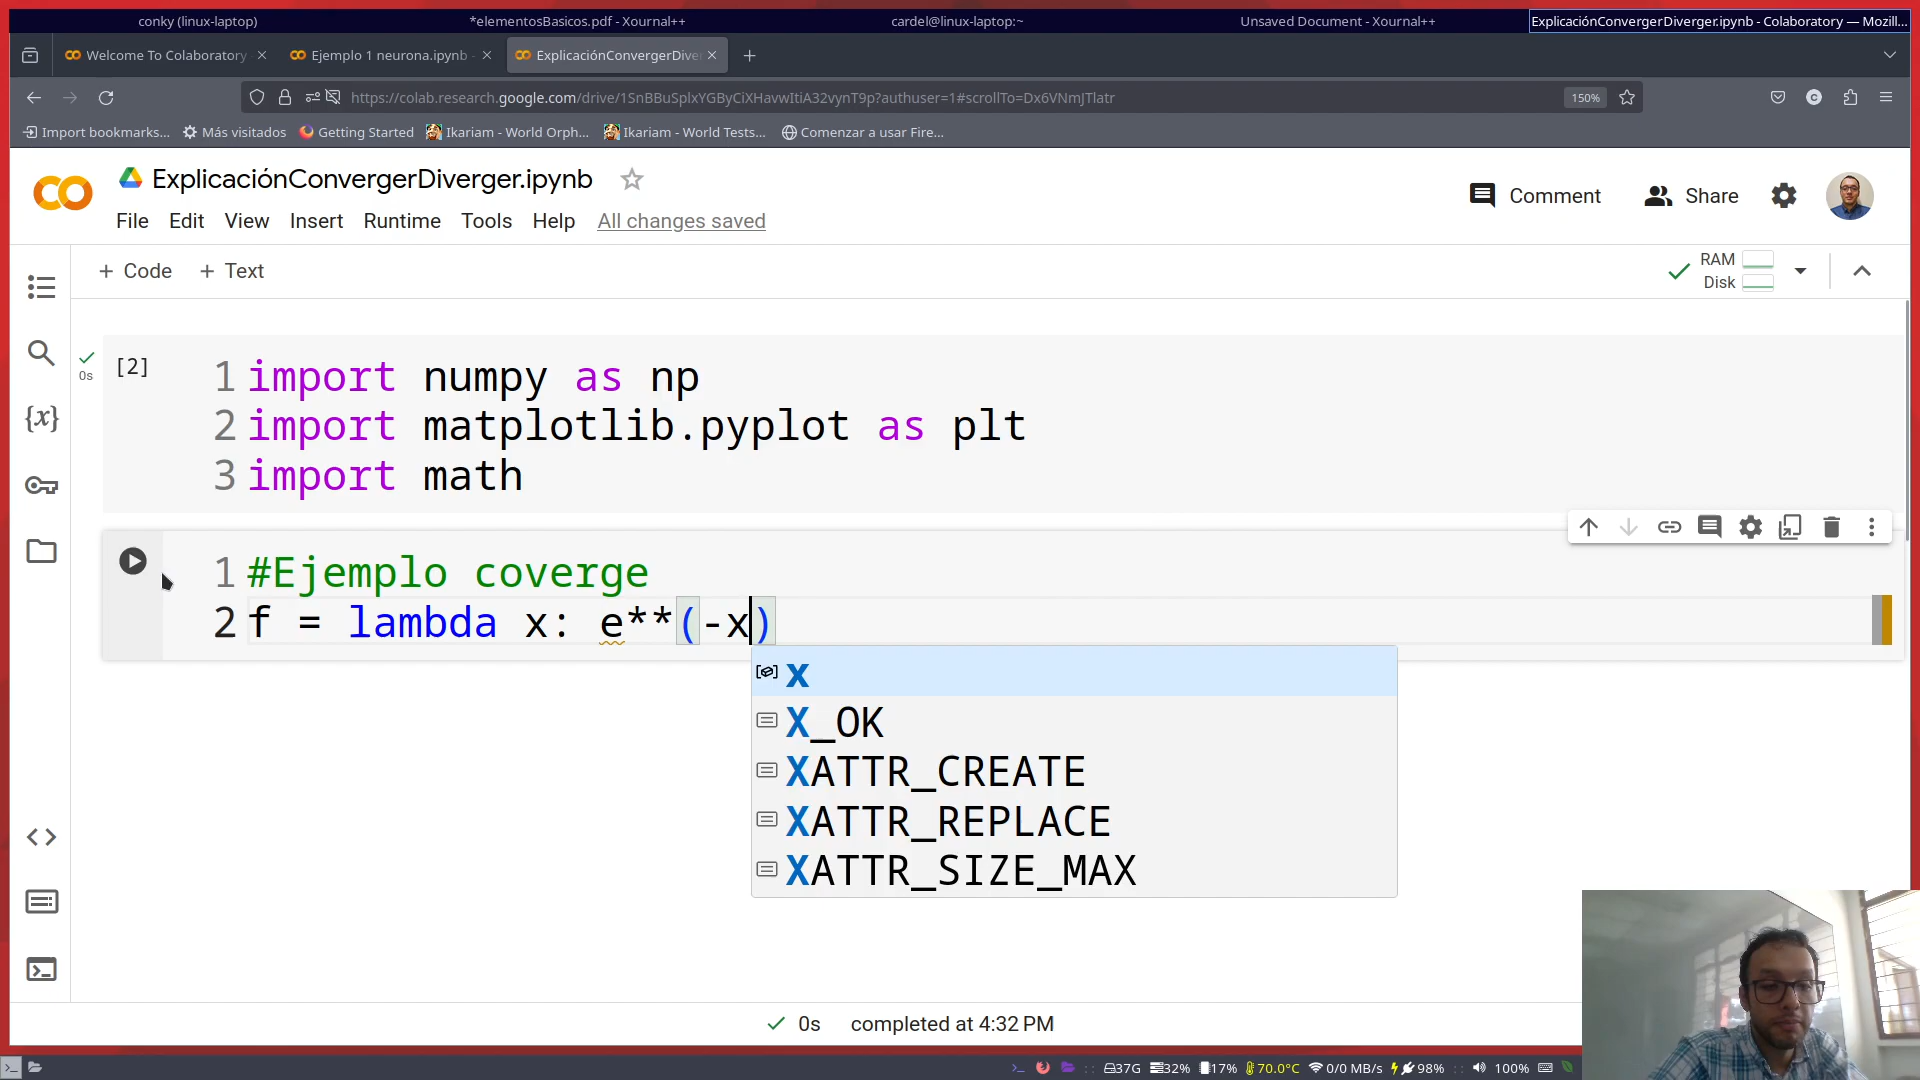 conky (linux-laptop)
*elementosBasicos.pdf - Xournal++
cardel@linux-laptop:~
Unsaved Document - Xournal++
ExplicaciónConvergerDiverger.ipynb - Colaboratory — Mozill...
Welcome To Colaboratory
Ejemplo 1 neurona.ipynb -
ExplicaciónConvergerDiver
https://colab.research.google.com/drive/1SnBBuSplxYGByCiXHavwItiA32vynT9p?authuser=1#scrollTo=Dx6VNmJTlatr
150%
Import bookmarks...
Más visitados
Getting Started
Ikariam - World Orph...
Ikariam - World Tests...
Comenzar a usar Fire...
ExplicaciónConvergerDiverger.ipynb
Comment
Share
File Edit View Insert Runtime Tools Help All changes saved
+ Code + Text
RAM
Disk
0s
[2]
1 import numpy as np
2 import matplotlib.pyplot as plt
3 import math
{x}
1 #Ejemplo coverge
2 f = lambda x: e**(-x)
x
X_OK
XATTR_CREATE
XATTR_REPLACE
XATTR_SIZE_MAX
0s completed at 4:32 PM
37G 32% 17% 70.0°C 0/0 MB/s 98% 100%